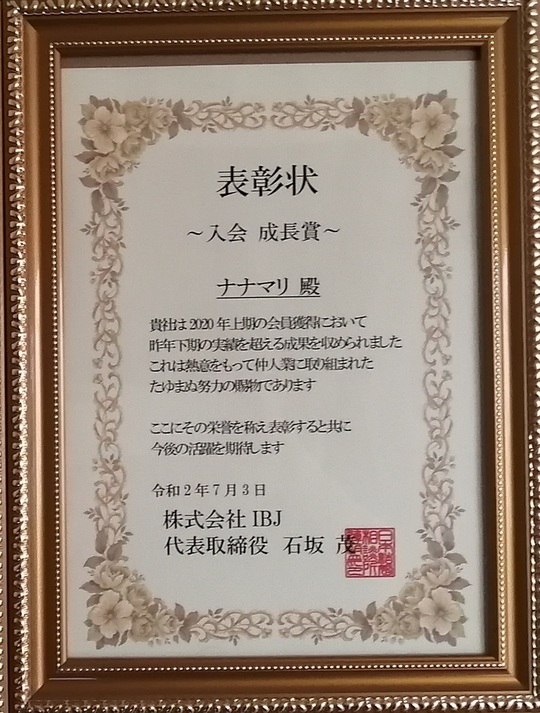 表彰状
～入会 成長賞～
ナナマリ 殿
貴社は2020年上期の会員獲得において
昨年下期の実績を超える成果を収められました
これは熱意をもって仲人業に取り組まれた
たゆまぬ努力の賜物であります
ここにその栄誉を称え表彰すると共に
今後の活躍を期待します
令和2年7月3日
株式会社IBJ
代表取締役 石坂 茂